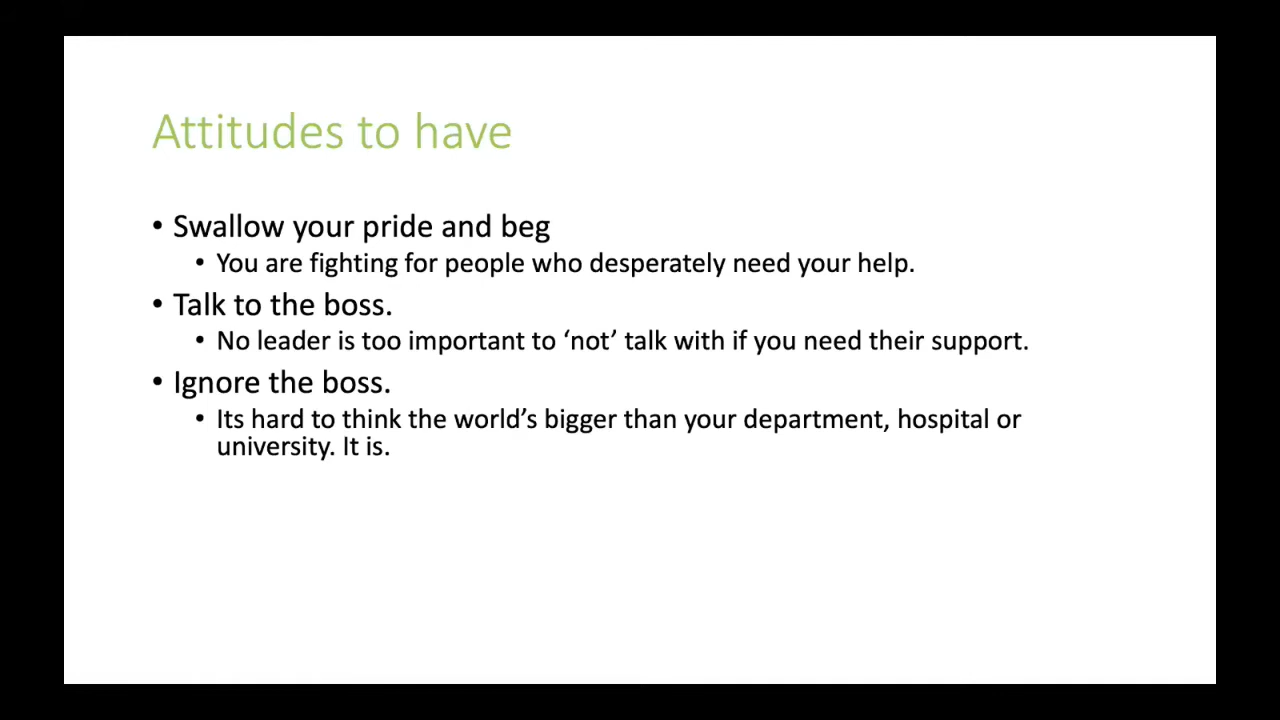 Attitudes to have
• Swallow your pride and beg
• You are fighting for people who desperately need your help.
• Talk to the boss.
• No leader is too important to ‘not’ talk with if you need their support.
• Ignore the boss.
• Its hard to think the world’s bigger than your department, hospital or
university. It is.